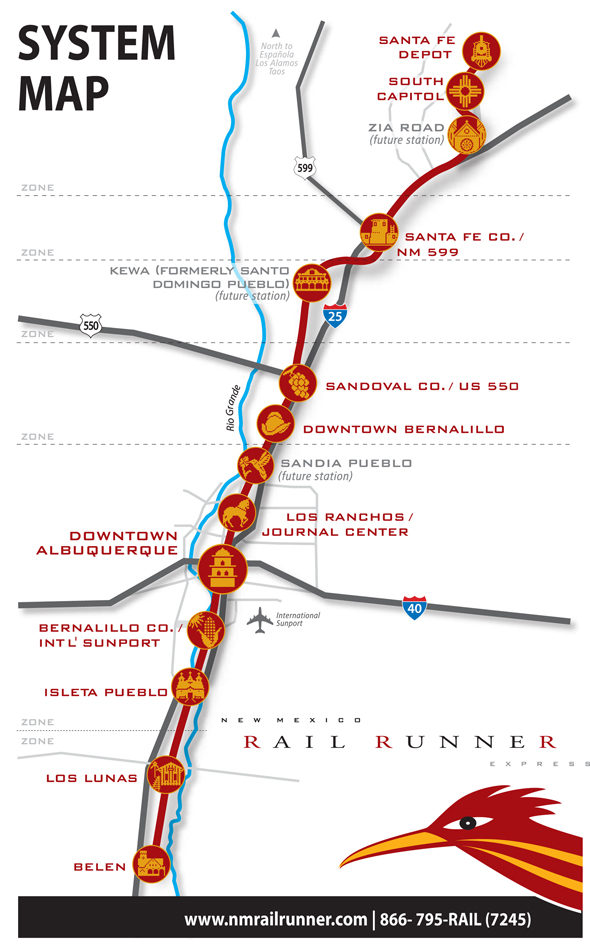 SYSTEM
MAP
North to
Española
Los Alamos
Taos
SANTA FE
DEPOT
SOUTH
CAPITOL
ZIA ROAD
(future station)
599
ZONE
SANTA FE CO. /
NM 599
ZONE
KEWA (FORMERLY SANTO
DOMINGO PUEBLO)
(future station)
25
550
ZONE
SANDOVAL CO. / US 550
Rio Grande
DOWNTOWN BERNALILLO
ZONE
SANDIA PUEBLO
(future station)
LOS RANCHOS /
JOURNAL CENTER
DOWNTOWN
ALBUQUERQUE
40
International
Sunport
BERNALILLO CO. /
INT'L' SUNPORT
ISLETA PUEBLO
ZONE
ZONE
NEW MEXICO
RAIL RUNNER
EXPRESS
LOS LUNAS
BELEN
www.nmrailrunner.com | 866- 795-RAIL (7245)